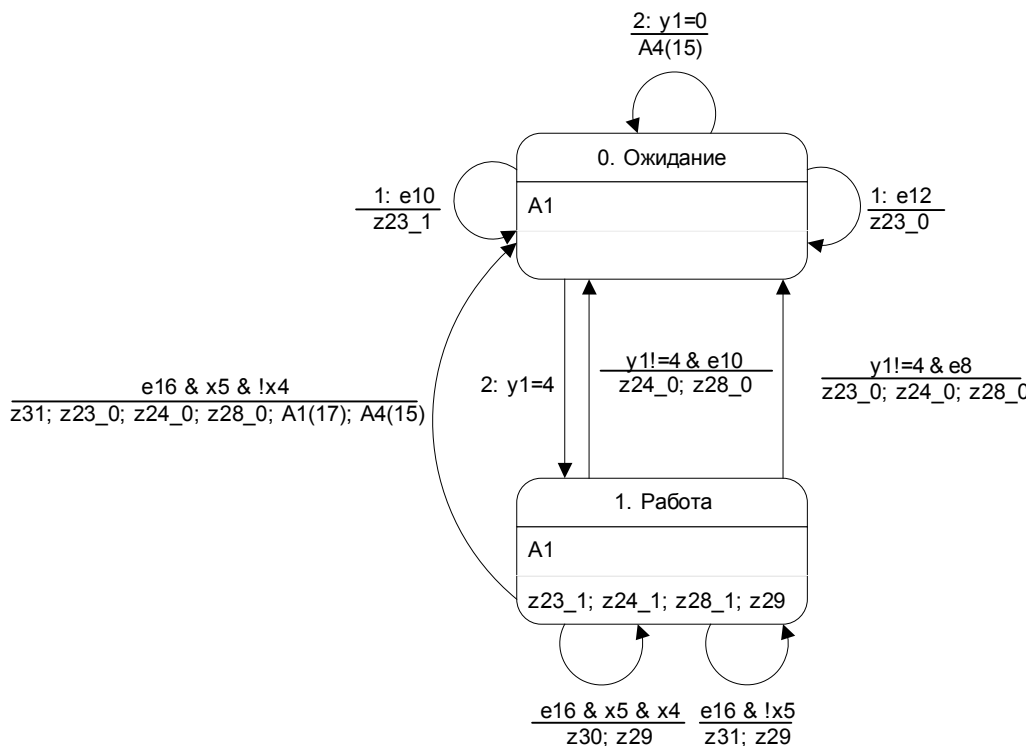 2: y1=0
A4(15)
0. Ожидание
1: e10
z23_1
A1
1: e12
z23_0
e16 & x5 & !x4
z31; z23_0; z24_0; z28_0; A1(17); A4(15)
2: y1=4
y1!=4 & e10
z24_0; z28_0
y1!=4 & e8
z23_0; z24_0; z28_0
1. Работа
A1
z23_1; z24_1; z28_1; z29
e16 & x5 & x4
z30; z29
e16 & !x5
z31; z29